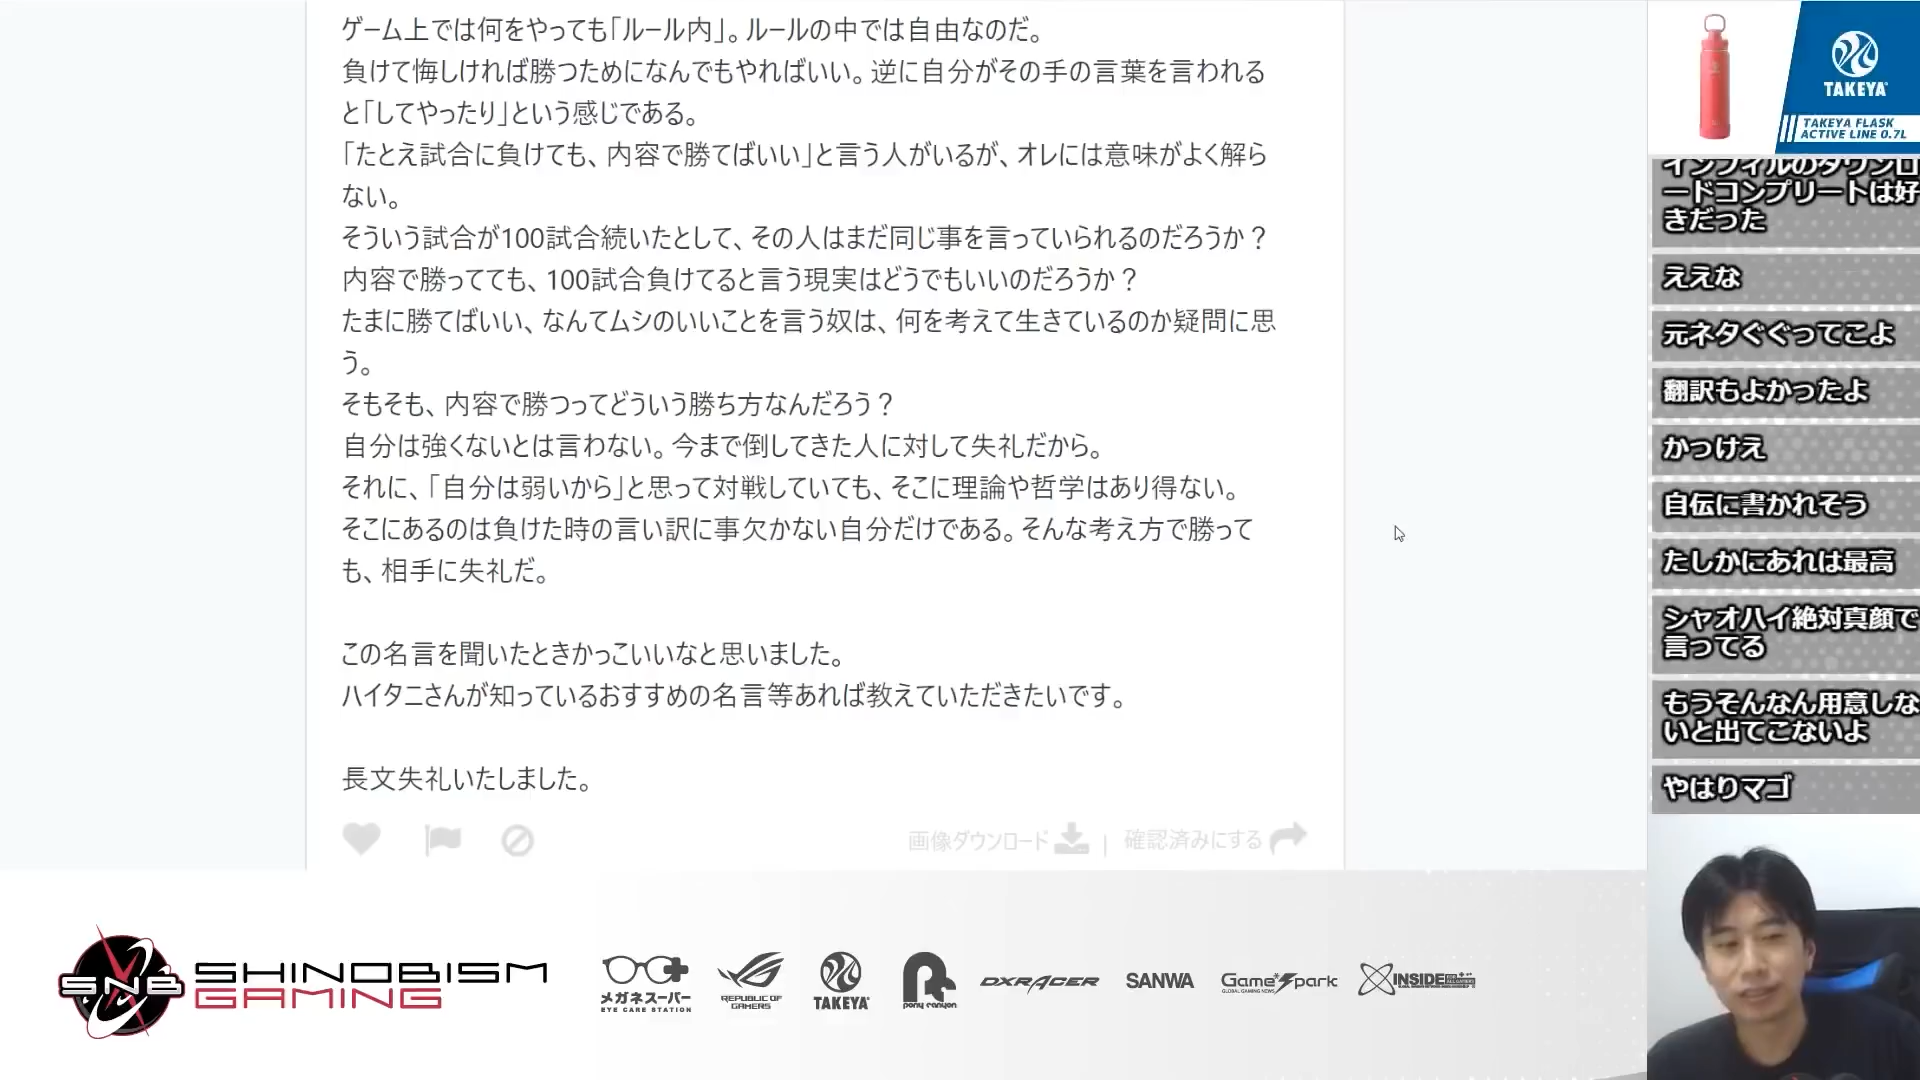 ゲーム上では何をやっても「ルール内」。ルールの中では自由なのだ。
負けて悔しければ勝つためになんでもやればいい。逆に自分がその手の言葉を言われる
と「してやったり」という感じである。
「たとえ試合に負けても、内容で勝てばいい」と言う人がいるが、オレには意味がよく解ら
ない。
そういう試合が100試合続いたとして、その人はまだ同じ事を言っていられるのだろうか？
内容で勝ってても、100試合負けてると言う現実はどうでもいいのだろうか？
たまに勝てばいい、なんてムシのいいことを言う奴は、何を考えて生きているのか疑問に思
う。
そもそも、内容で勝つってどういう勝ち方なんだろう？
自分は強くないとは言わない。今まで倒してきた人に対して失礼だから。
それに、「自分は弱いから」と思って対戦していても、そこに理論や哲学はあり得ない。
そこにあるのは負けた時の言い訳に事欠かない自分だけである。そんな考え方で勝って
も、相手に失礼だ。
この名言を聞いたときかっこいいなと思いました。
ハイタニさんが知っているおすすめの名言等あれば教えていただきたいです。
長文失礼いたしました。
画像ダウンロード | 確認済みにする
TAKEYA
TAKEYA FLASK
ACTIVE LINE 0.7L
インフィルのダウンロ
ードコンプリートは好
きだった
ええな
元ネタぐぐってこよ
翻訳もよかったよ
かっけえ
自伝に書かれそう
たしかにあれは最高
シャオハイ絶対真顔で
言ってる
もうそんなん用意しな
いと出てこないよ
やはりマゴ
SNB
SHINOBISM
GAMING
メガネスーパー
EYE CARE STATION
REPUBLIC OF
GAMERS
TAKEYA
pony canyon
DXRACER
SANWA
Game*Spark
GLOBAL GAMING NEWS
INSIDE